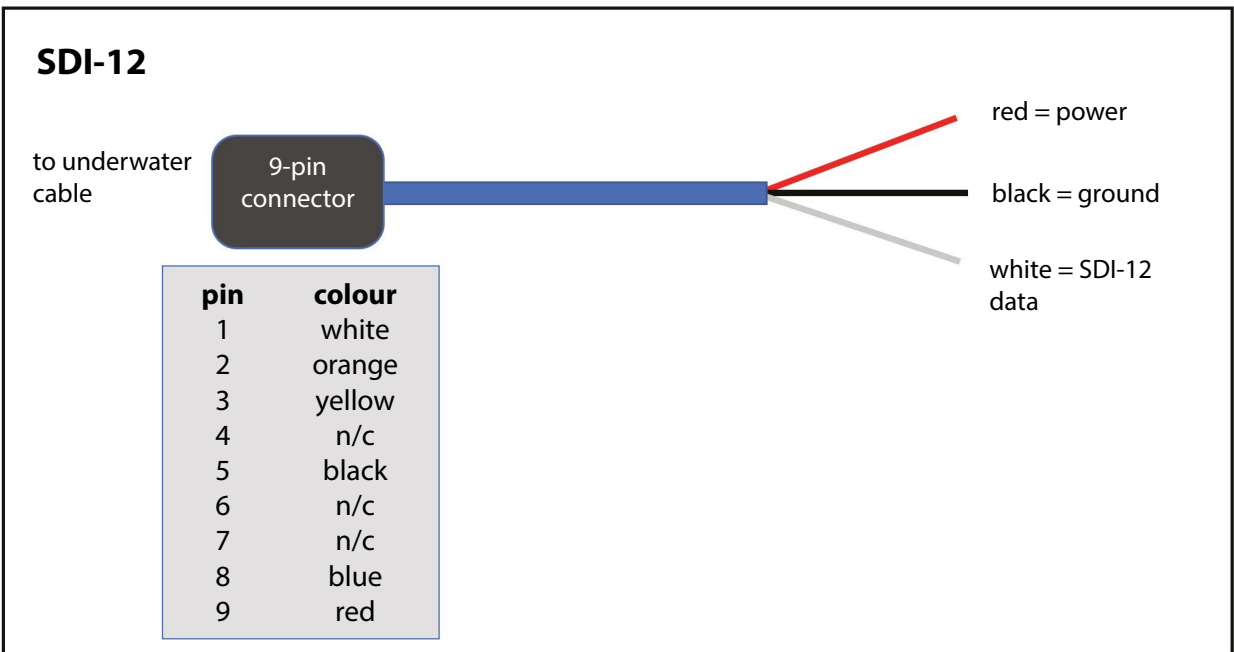 SDI-12
to underwater
cable
9-pin
connector
red = power
black = ground
white = SDI-12
data
pin colour
1 white
2 orange
3 yellow
4 n/c
5 black
6 n/c
7 n/c
8 blue
9 red